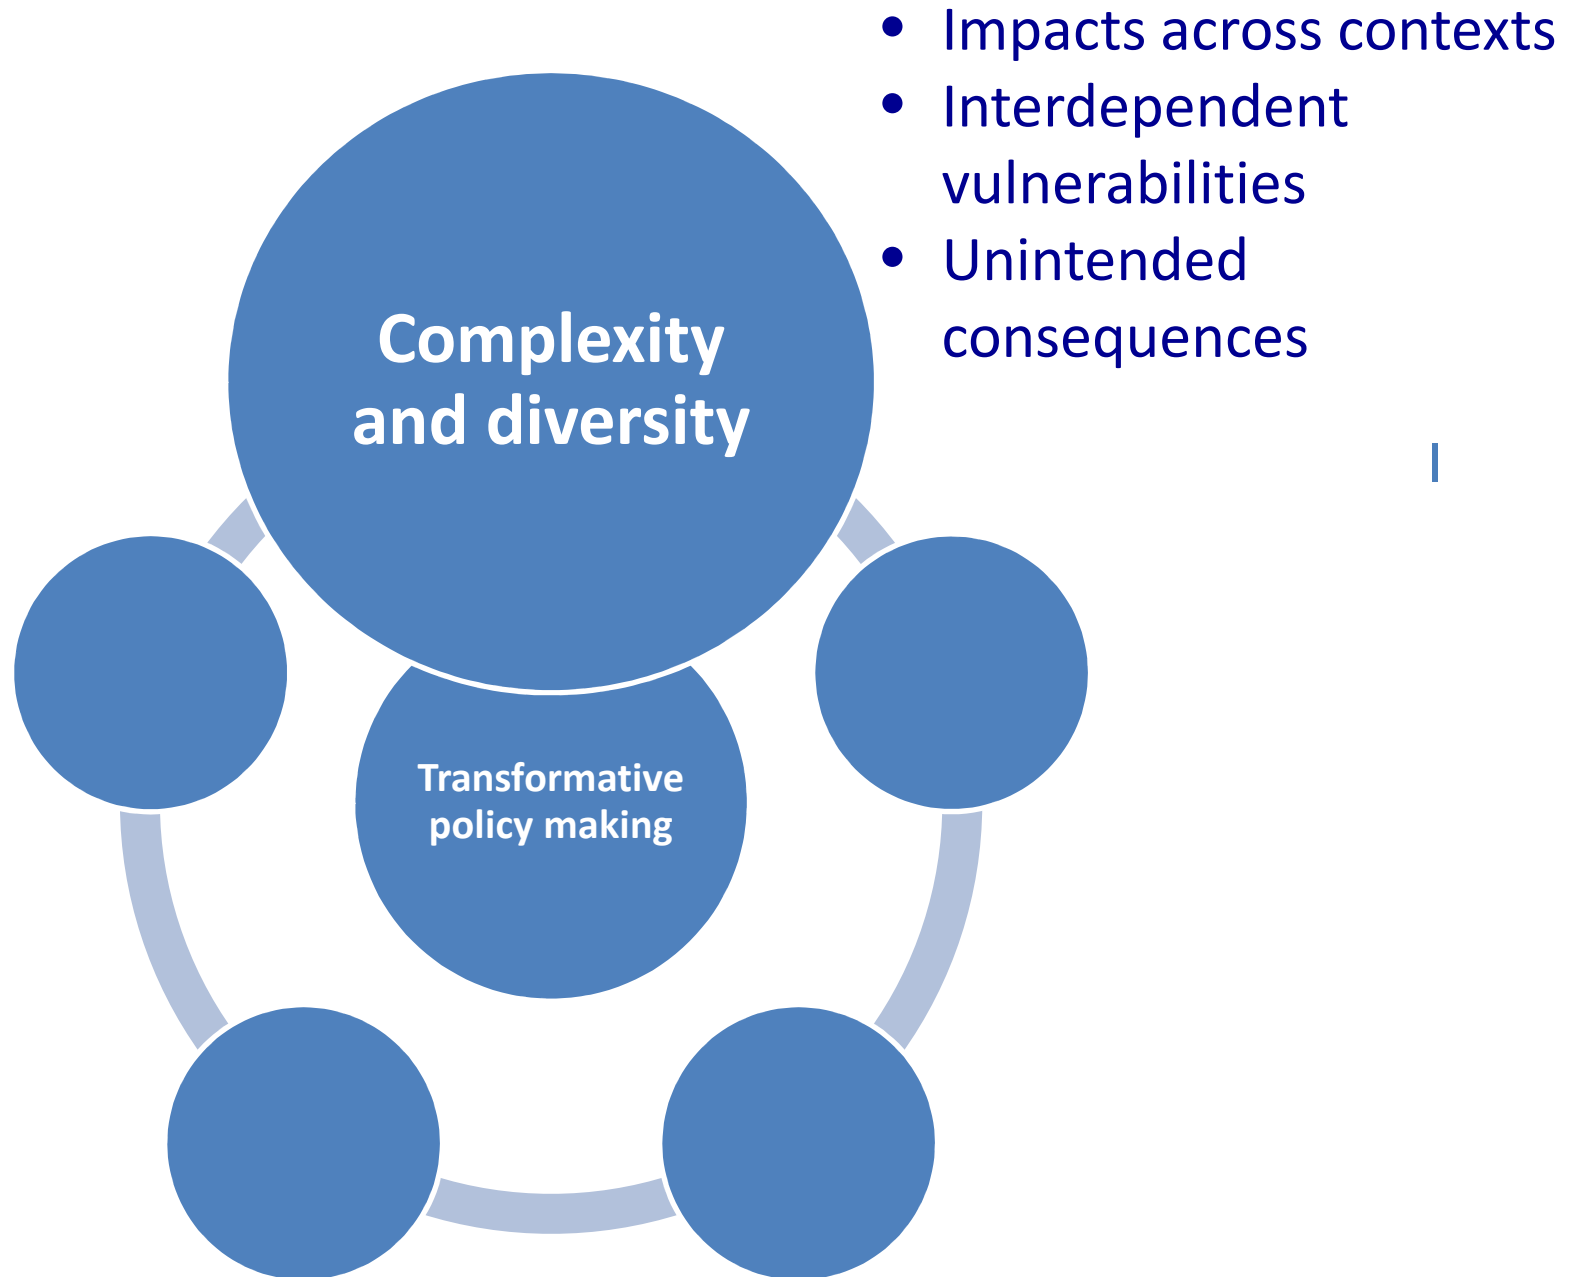 • Impacts across contexts
• Interdependent
vulnerabilities
• Unintended
consequences
Complexity
and diversity
Transformative
policy making